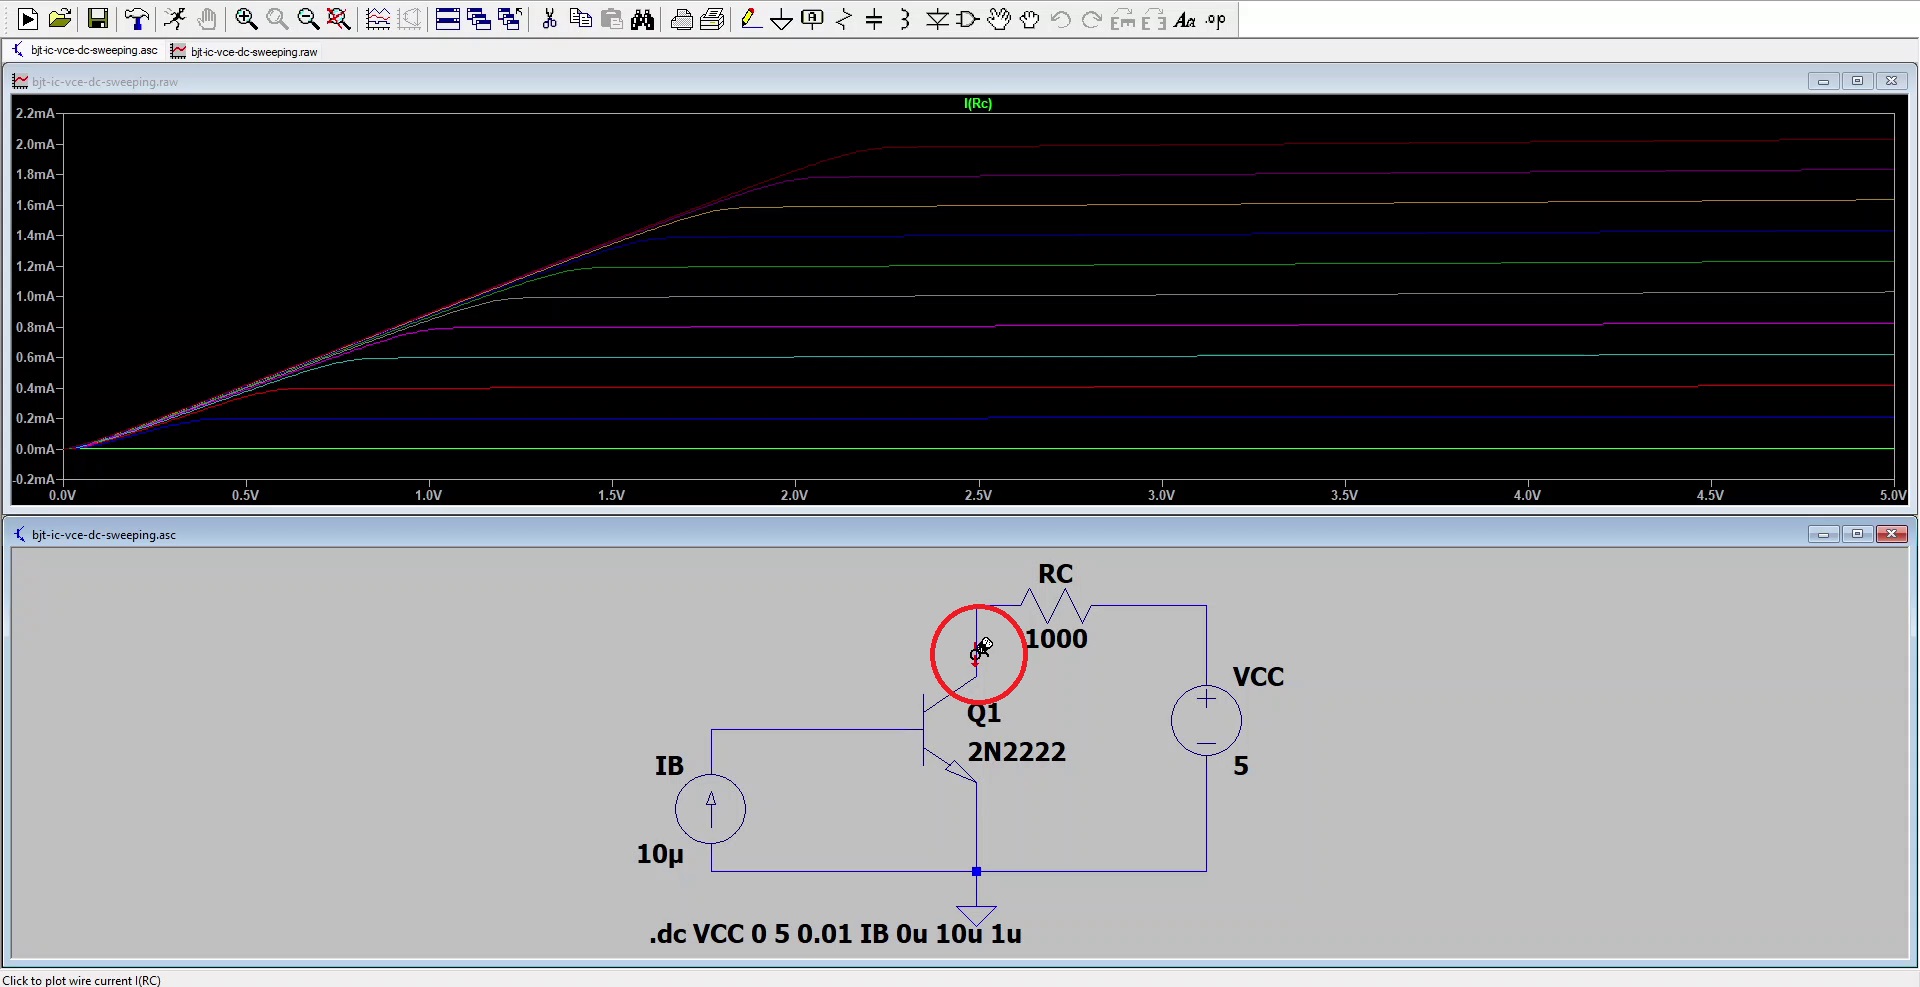 .op
bjt-ic-vce-dc-sweeping.asc
bjt-ic-vce-dc-sweeping.raw
bjt-ic-vce-dc-sweeping.raw
I(Rc)
2.2mA
2.0mA
1.8mA
1.6mA
1.4mA
1.2mA
1.0mA
0.8mA
0.6mA
0.4mA
0.2mA
0.0mA
-0.2mA
0.0V 0.5V 1.0V 1.5V 2.0V 2.5V 3.0V 3.5V 4.0V 4.5V 5.0V
bjt-ic-vce-dc-sweeping.asc
RC
1000
VCC
Q1
2N2222
IB
5
10µ
.dc VCC 0 5 0.01 IB 0u 10u 1u
Click to plot wire current I(RC)